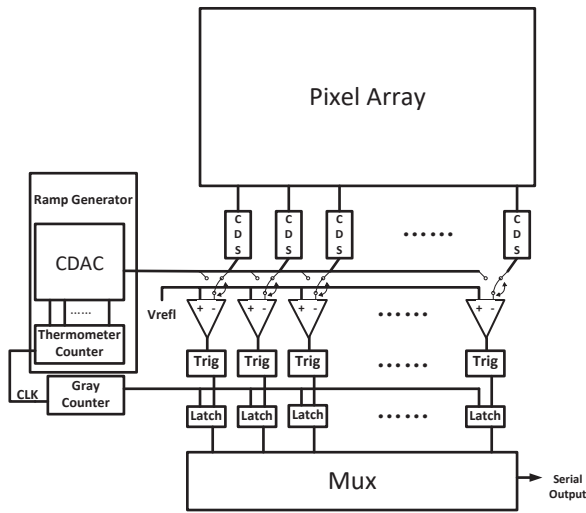 Pixel Array
Ramp Generator
CDAC
......
Thermometer
Counter
CLK
Gray
Counter
C
D
S
C
D
S
C
D
S
C
D
S
......
Vrefl
+ -
+ -
+ -
+ -
......
Trig
Trig
Trig
Trig
......
Latch
Latch
Latch
Latch
......
Mux
Serial
Output